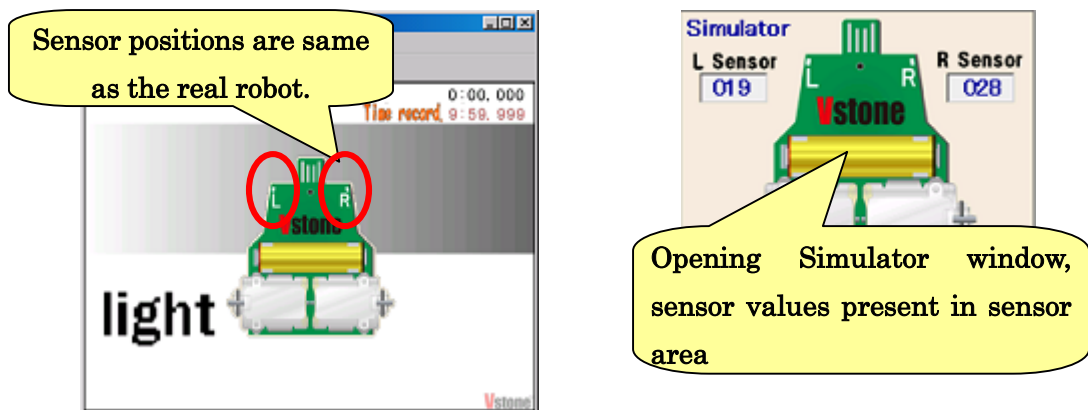 Sensor positions are same
as the real robot.
0:00.000
Time record, 9:59.999
L
R
Vstone
light
Vstone
Simulator
L Sensor
019
R Sensor
028
L
R
Vstone
Opening Simulator window,
sensor values present in sensor
area